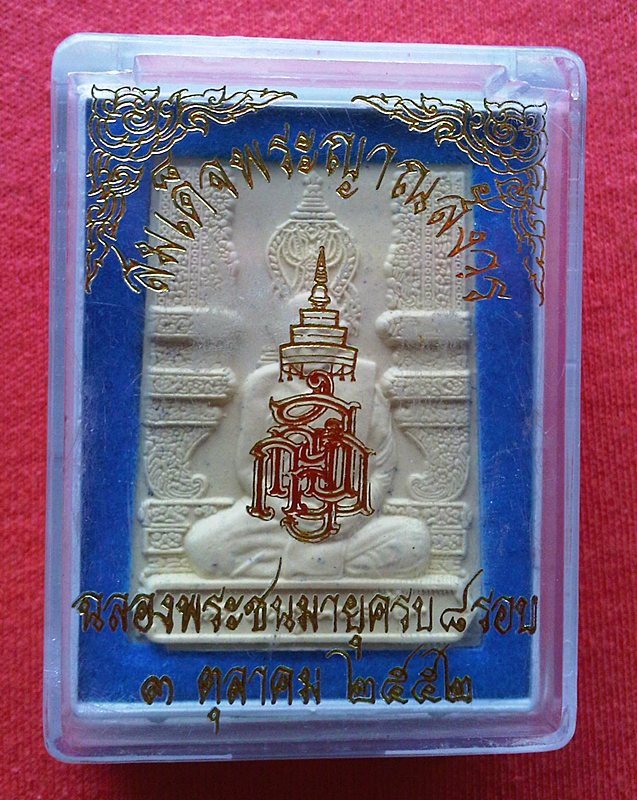 สมเด็จพระญาณสังวร
ฉลองพระชนมายุครบ ๘ รอบ
๓ ตุลาคม ๒๕๕๒